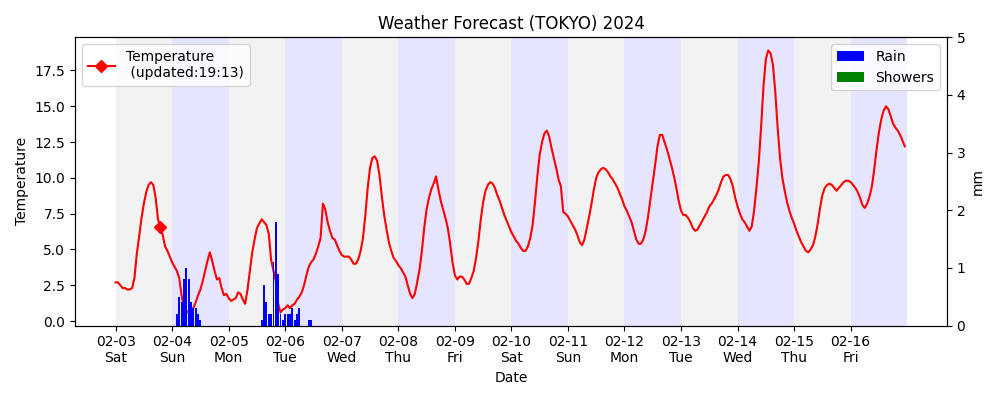 Weather Forecast (TOKYO) 2024
Temperature
(updated:19:13)
Rain
Showers
Temperature
17.5
15.0
12.5
10.0
7.5
5.0
2.5
0.0
5
4
3
2
1
0
mm
02-03 02-04 02-05 02-06 02-07 02-08 02-09 02-10 02-11 02-12 02-13 02-14 02-15 02-16
Sat Sun Mon Tue Wed Thu Fri Sat Sun Mon Tue Wed Thu Fri
Date